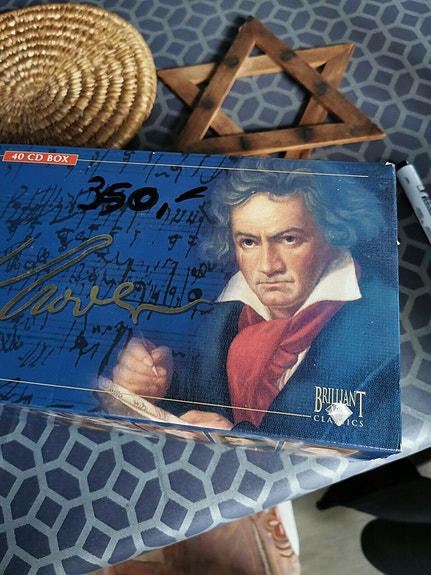 40 CD BOX
350,-
BRILLIANT
CLASSICS